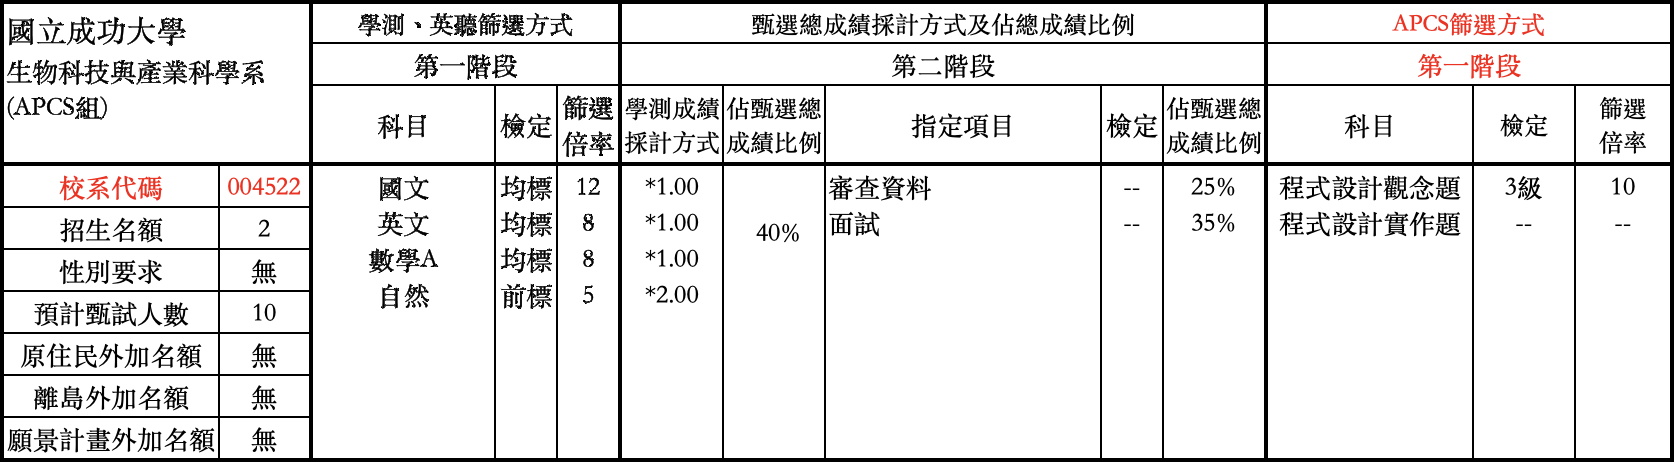 國立成功大學
生物科技與產業科學系
(APCS組)
學測、英聽篩選方式
甄選總成績採計方式及佔總成績比例
APCS篩選方式
第一階段
第二階段
第一階段
科目
檢定
篩選
倍率
學測成績
採計方式
佔甄選總
成績比例
指定項目
檢定
佔甄選總
成績比例
科目
檢定
篩選
倍率
校系代碼 004522
招生名額 2
性別要求 無
預計甄試人數 10
原住民外加名額 無
離島外加名額 無
願景計畫外加名額 無
國文 均標 12 *1.00
英文 均標 8 *1.00
數學A 均標 8 *1.00
自然 前標 5 *2.00
40%
審查資料 -- 25%
面試 -- 35%
程式設計觀念題 3級 10
程式設計實作題 -- --